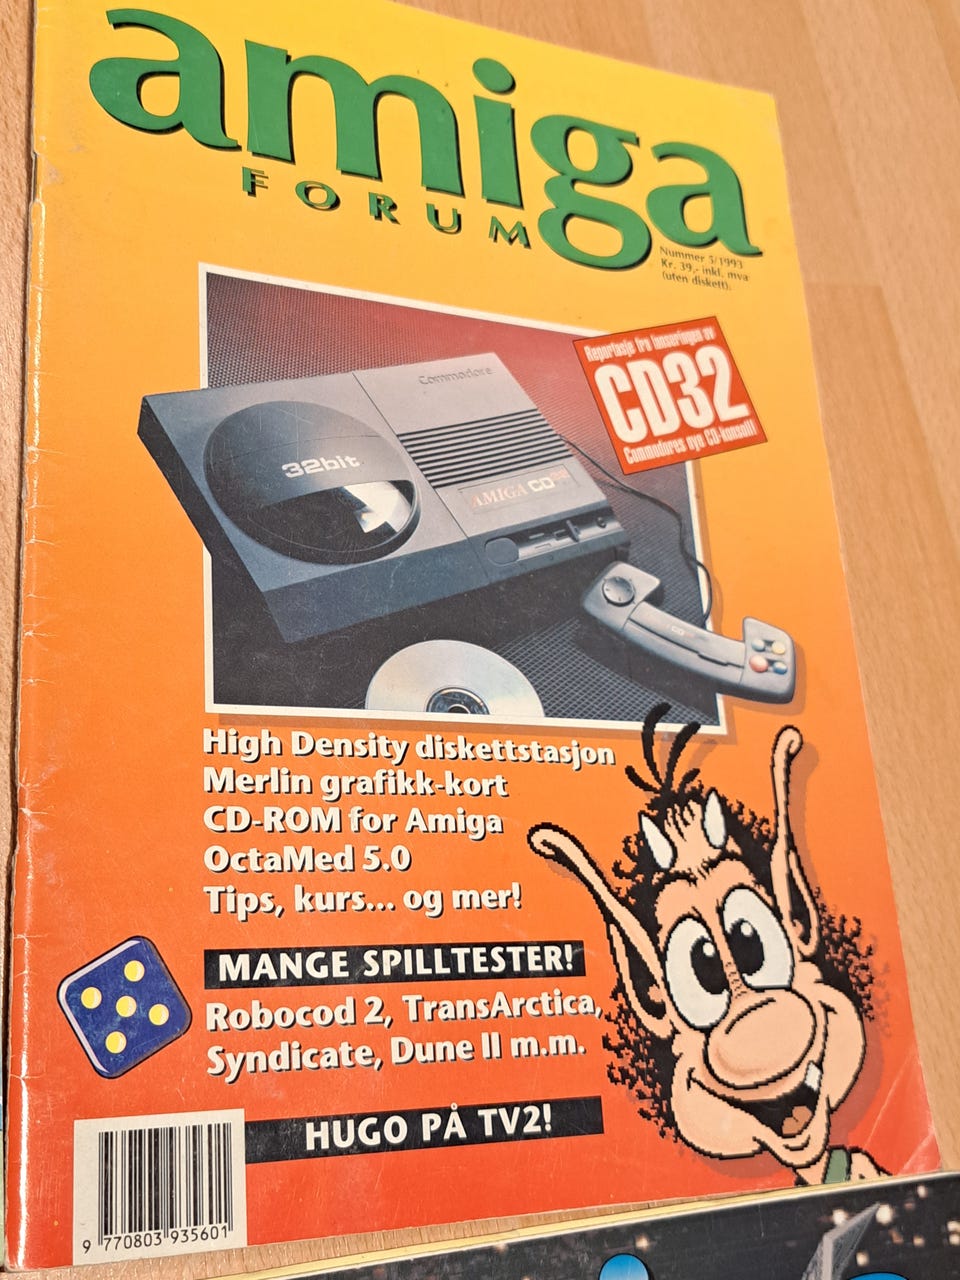 amiga
FORUM
Nummer 5/1993
Kr. 39,- inkl. mva
(uten diskett).
Reportasje fra lanseringen av
CD32
Commodores nye CD-konsoll!
Commodore
32bit
AMIGA CD32
High Density diskettstasjon
Merlin grafikk-kort
CD-ROM for Amiga
OctaMed 5.0
Tips, kurs... og mer!
MANGE SPILLTESTER!
Robocod 2, TransArctica,
Syndicate, Dune II m.m.
HUGO PÅ TV2!
9 770803 935601